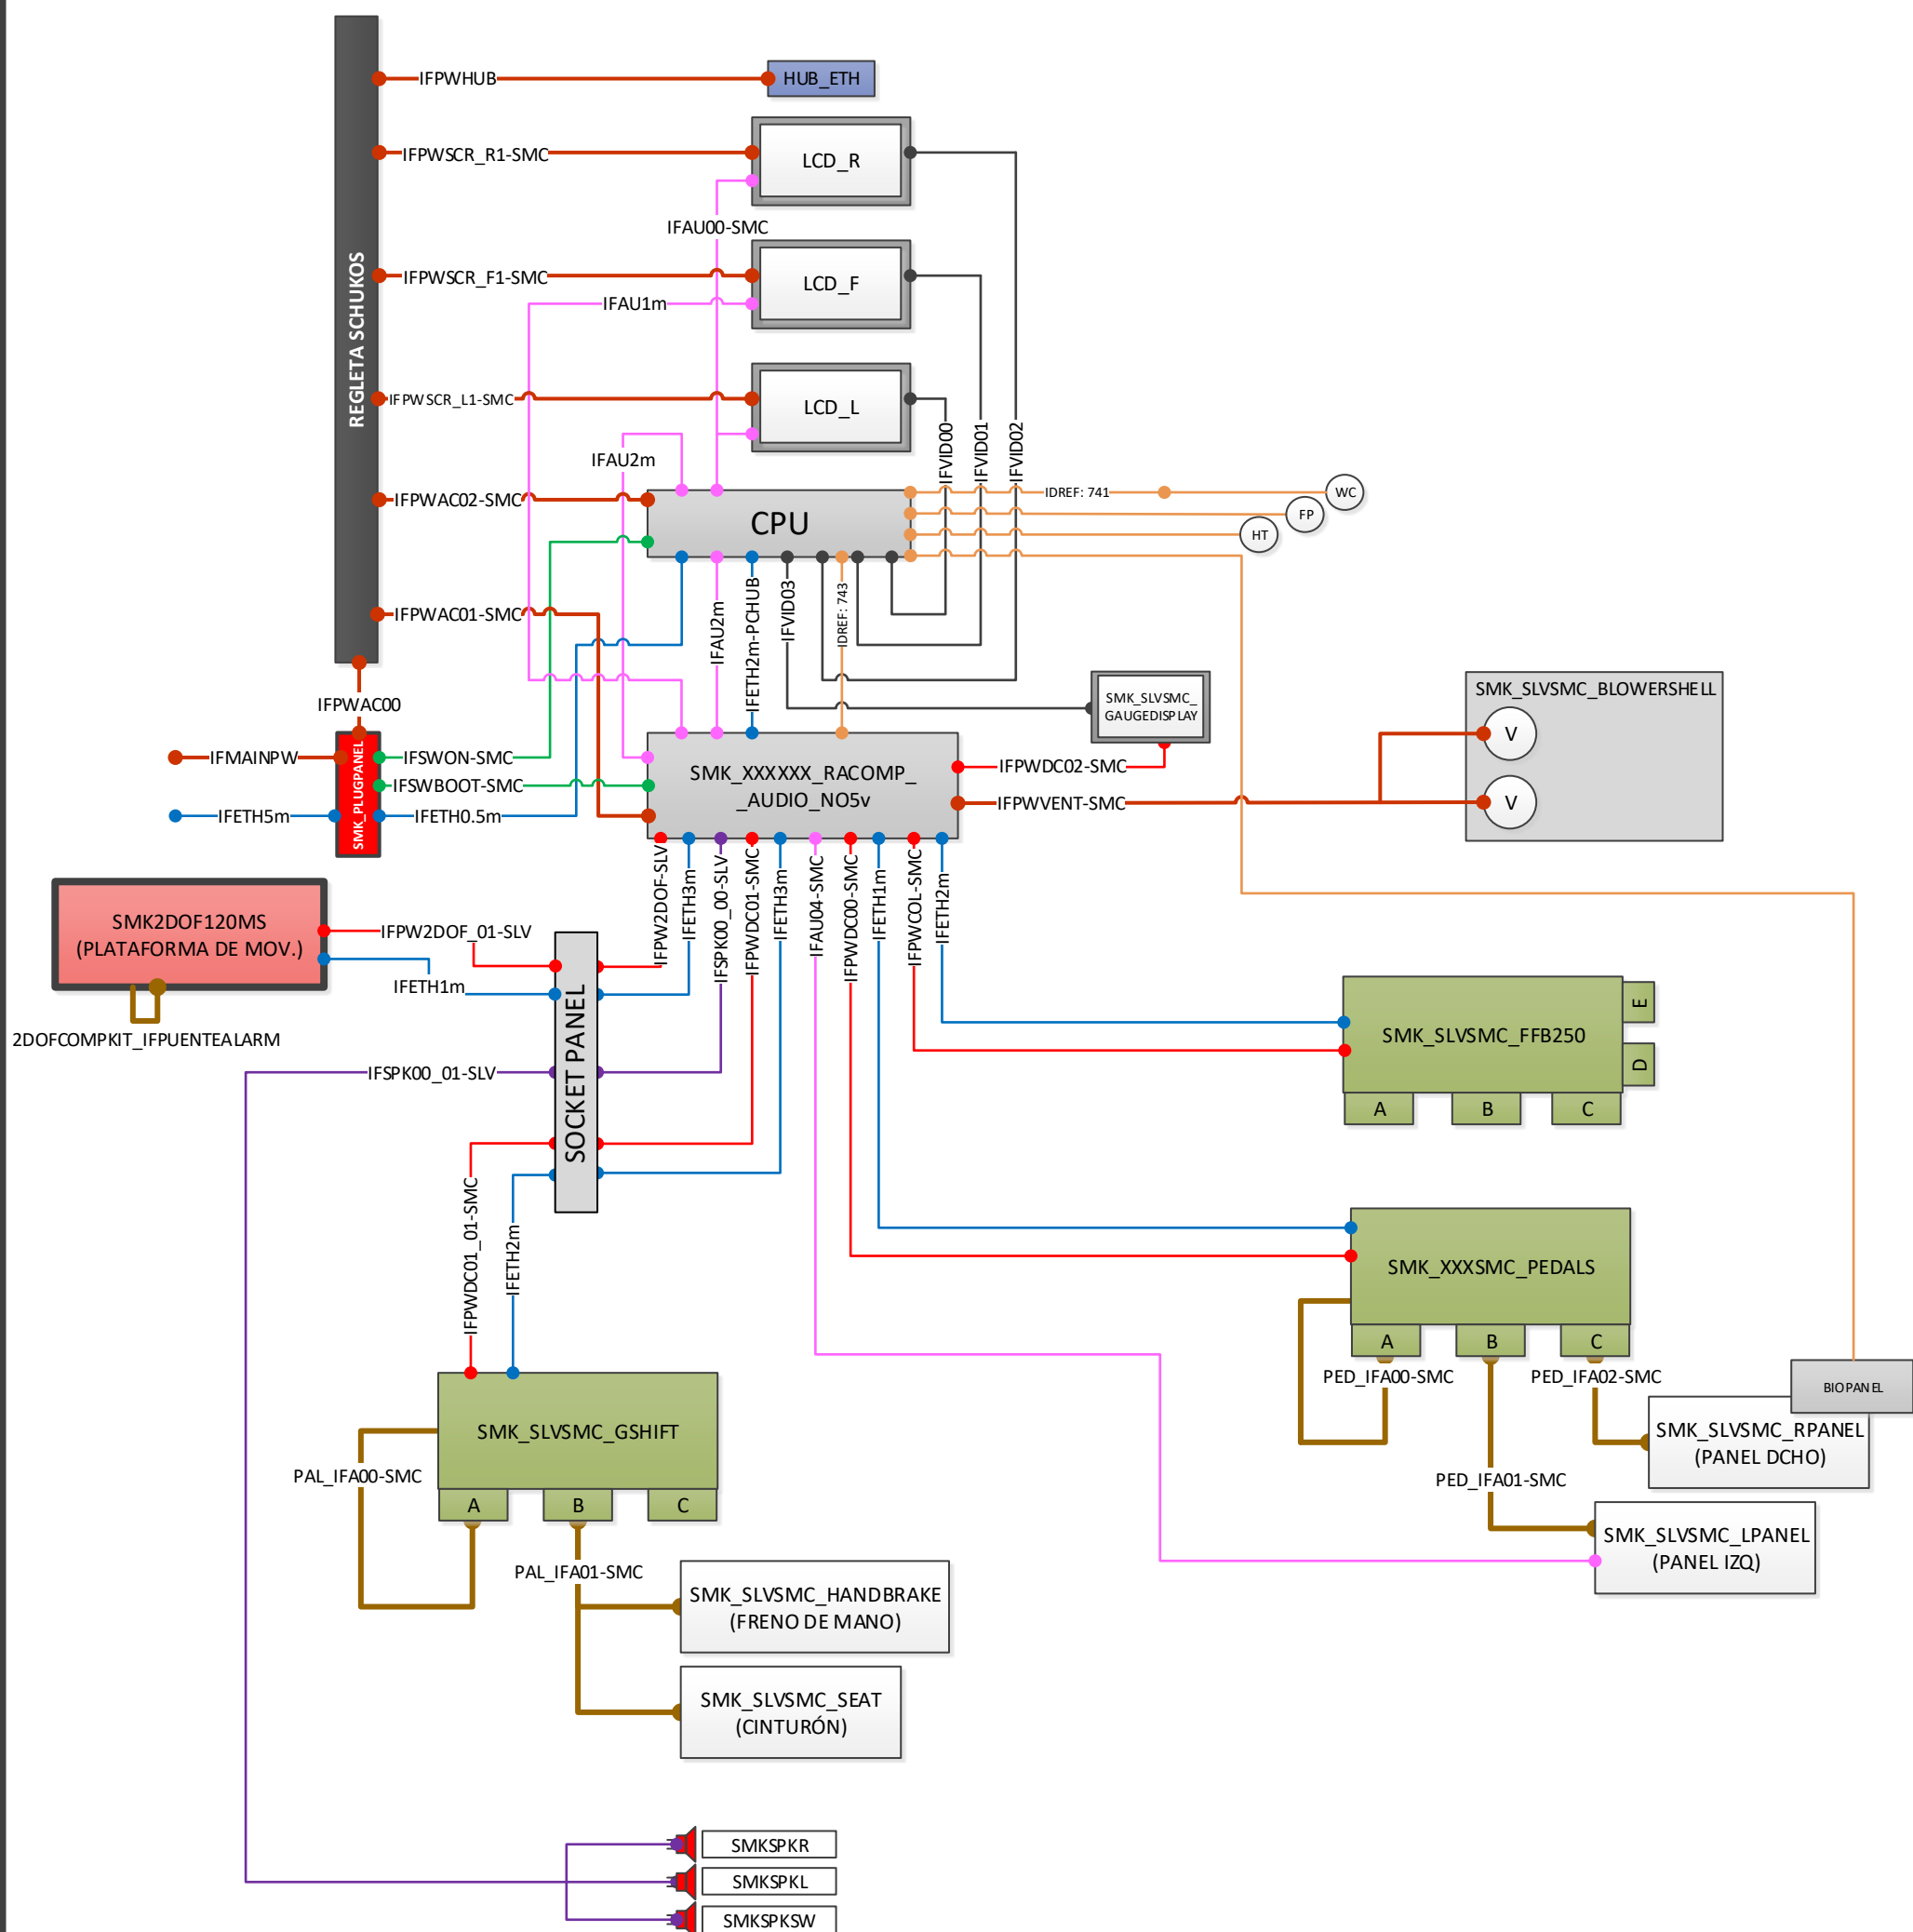 IFPWHUB
HUB_ETH
IFPWSCR_R1-SMC
LCD_R
IFAU00-SMC
REGLETA SCHUKOS
IFPWSCR_F1-SMC
LCD_F
IFAU1m
IFPWSCR_L1-SMC
LCD_L
IFVID00
IFVID01
IFVID02
IFAU2m
IFPWAC02-SMC
CPU
IDREF: 741
WC
FP
HT
IFPWAC01-SMC
IFAU2m
IFETH2m-PCHUB
IFVID03
IDREF: 743
IFPWAC00
SMK_SLVSMC_
GAUGEDISPLAY
SMK_SLVSMC_BLOWERSHELL
V
V
IFMAINPW
SMK_PLUGPANEL
IFSWON-SMC
IFSWBOOT-SMC
IFETH5m
IFETH0.5m
SMK_XXXXXX_RACOMP_
_AUDIO_NO5v
IFPWDC02-SMC
IFPWVENT-SMC
IFPW2DOF-SLV
IFETH3m
IFSPK00_00-SLV
IFPWDC01-SMC
IFETH3m
IFAU04-SMC
IFPWDC00-SMC
IFETH1m
IFPWCOL-SMC
IFETH2m
SMK2DOF120MS
(PLATAFORMA DE MOV.)
IFPW2DOF_01-SLV
IFETH1m
2DOFCOMPKIT_IFPUENTEALARM
SOCKET PANEL
IFSPK00_01-SLV
SMK_SLVSMC_FFB250
E
D
A
B
C
IFPWDC01_01-SMC
IFETH2m
SMK_XXXSMC_PEDALS
A
B
C
PED_IFA00-SMC
PED_IFA02-SMC
BIOPANEL
SMK_SLVSMC_RPANEL
(PANEL DCHO)
PED_IFA01-SMC
SMK_SLVSMC_LPANEL
(PANEL IZQ)
SMK_SLVSMC_GSHIFT
PAL_IFA00-SMC
A
B
C
PAL_IFA01-SMC
SMK_SLVSMC_HANDBRAKE
(FRENO DE MANO)
SMK_SLVSMC_SEAT
(CINTURÓN)
SMKSPKR
SMKSPKL
SMKSPKSW